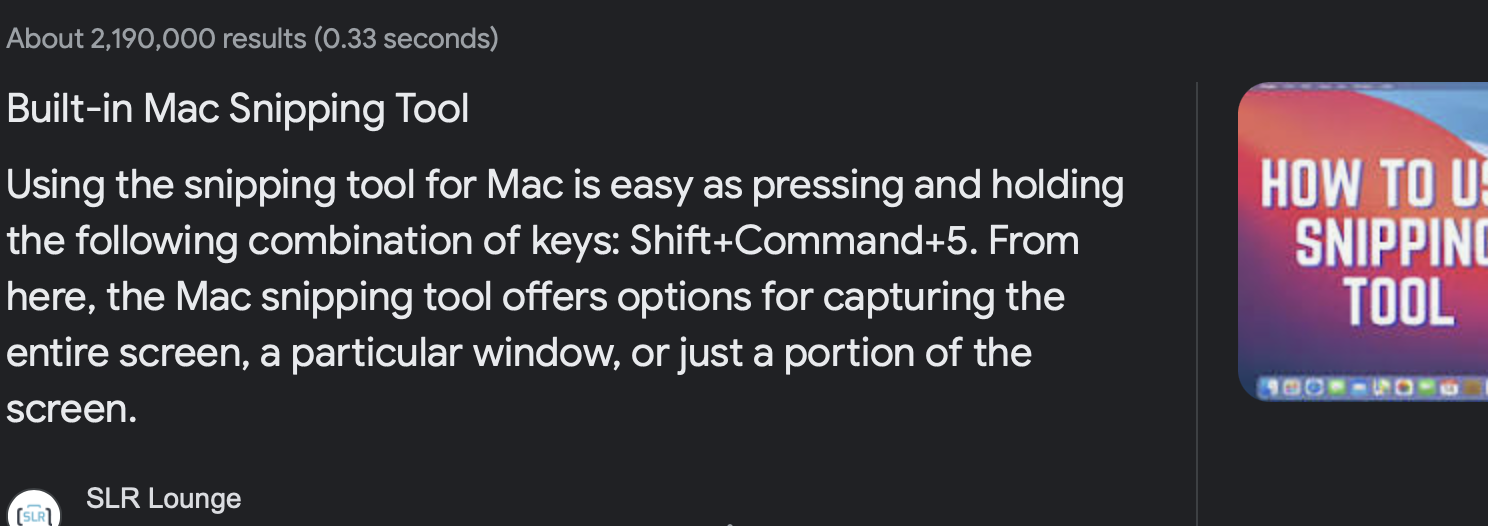 About 2,190,000 results (0.33 seconds)
Built-in Mac Snipping Tool
Using the snipping tool for Mac is easy as pressing and holding
the following combination of keys: Shift+Command+5. From
here, the Mac snipping tool offers options for capturing the
entire screen, a particular window, or just a portion of the
screen.
SLR Lounge
[SLR]
HOW TO US
SNIPPING
TOOL